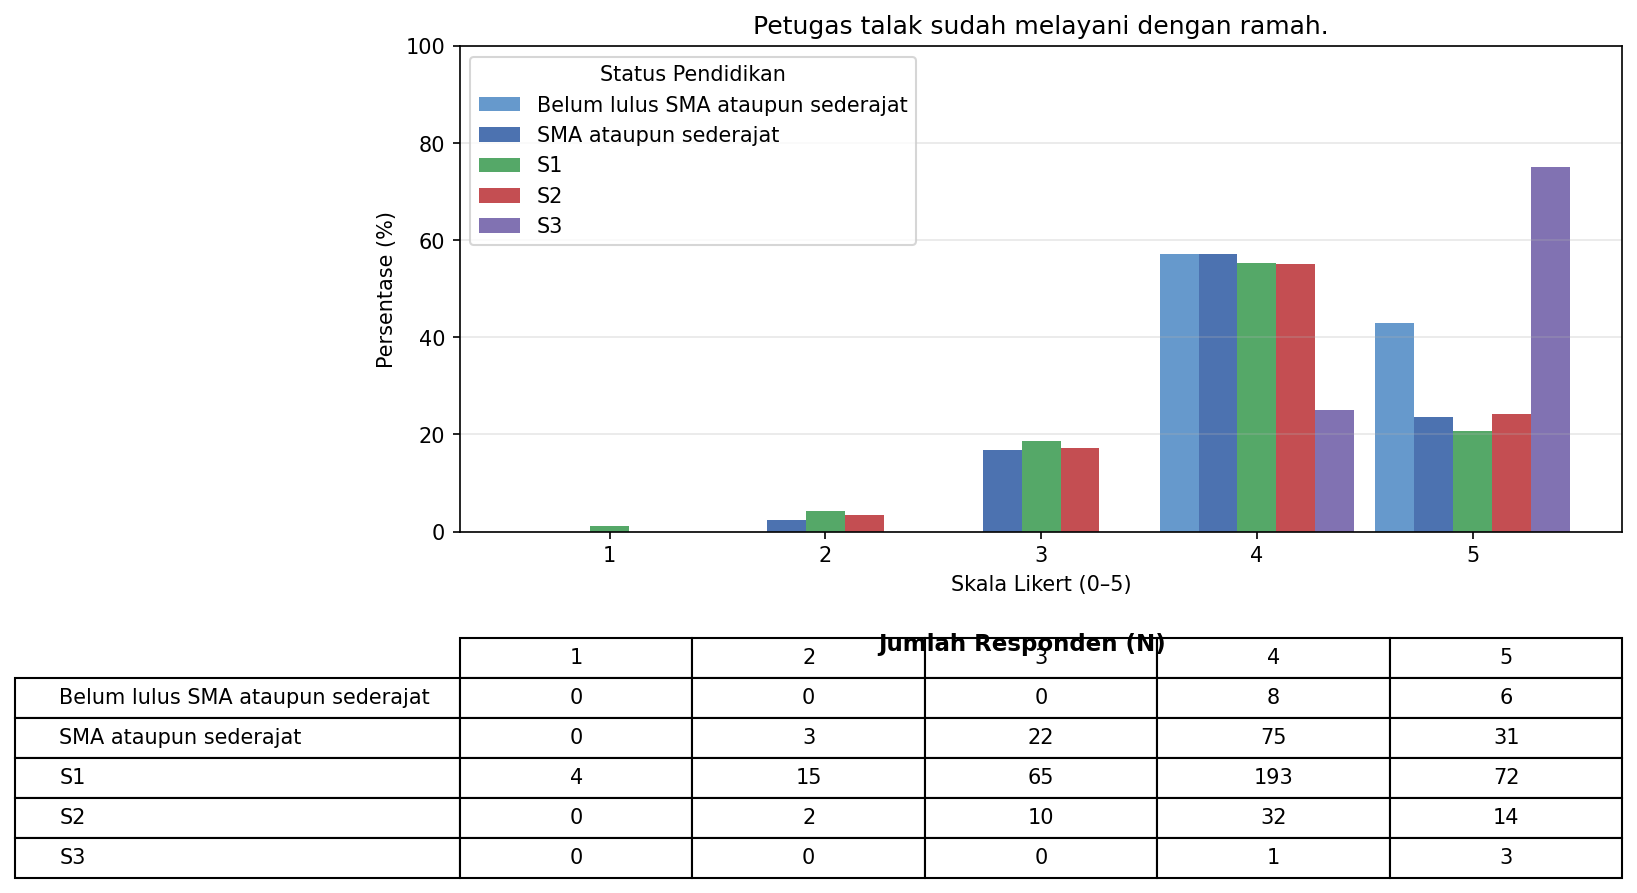 Petugas talak sudah melayani dengan ramah.
100
80
60
40
20
0
Persentase (%)
Status Pendidikan
Belum lulus SMA ataupun sederajat
SMA ataupun sederajat
S1
S2
S3
1 2 3 4 5
Skala Likert (0–5)
Jumlah Responden (N)
1 2 3 4 5
Belum lulus SMA ataupun sederajat 0 0 0 8 6
SMA ataupun sederajat 0 3 22 75 31
S1 4 15 65 193 72
S2 0 2 10 32 14
S3 0 0 0 1 3